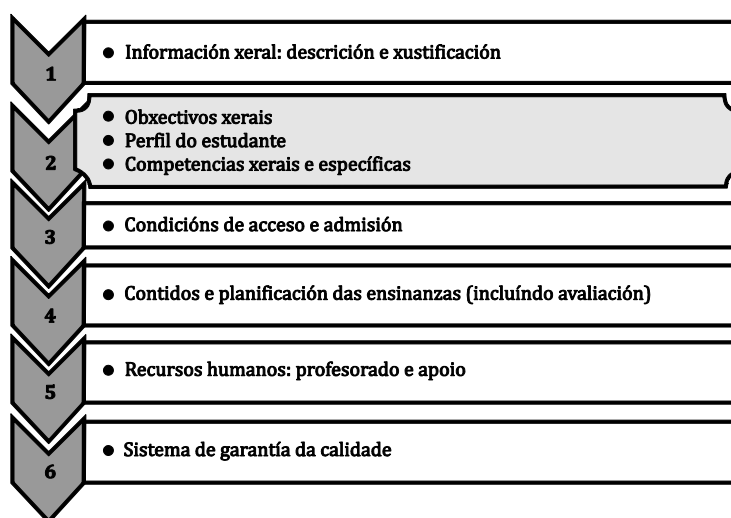 1
● Información xeral: descrición e xustificación
2
● Obxectivos xerais
● Perfil do estudante
● Competencias xerais e específicas
3
● Condicións de acceso e admisión
4
● Contidos e planificación das ensinanzas (incluíndo avaliación)
5
● Recursos humanos: profesorado e apoio
6
● Sistema de garantía da calidade